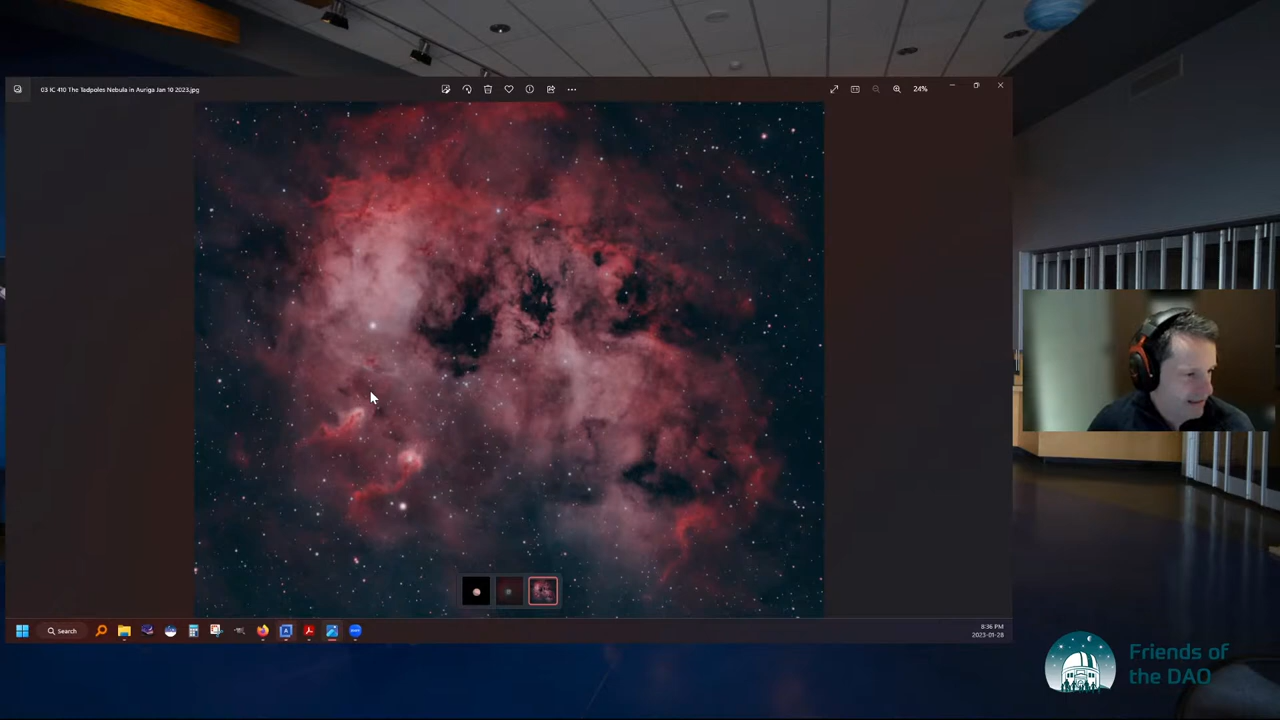 03 IC 410 The Tadpoles Nebula in Auriga Jan 10 2023.jpg
24%
Search
8:36 PM
2023-01-28
Friends of
the DAO